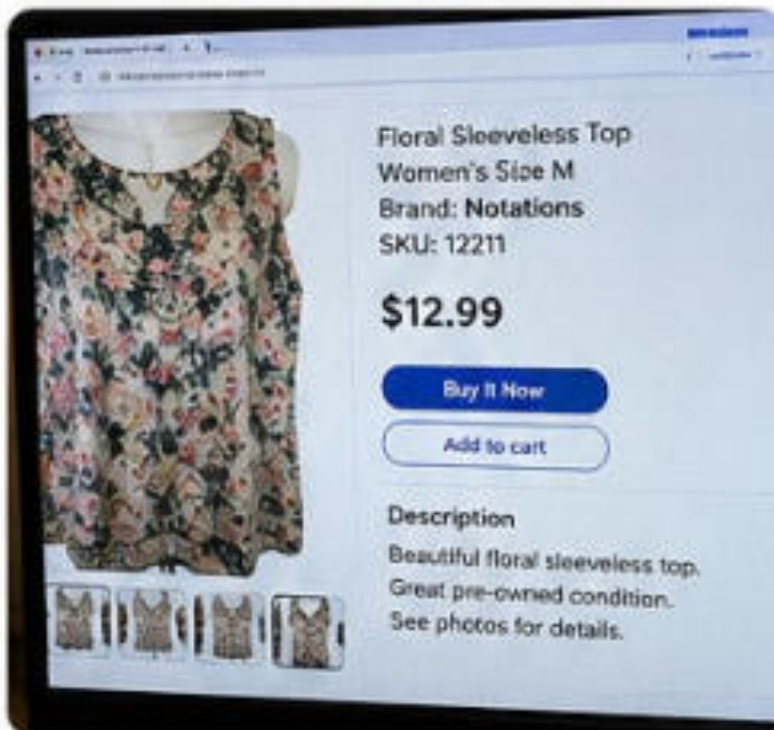 Floral Sleeveless Top
Women's Size M
Brand: Notations
SKU: 12211
$12.99
Buy It Now
Add to cart
Description
Beautiful floral sleeveless top.
Great pre-owned condition.
See photos for details.